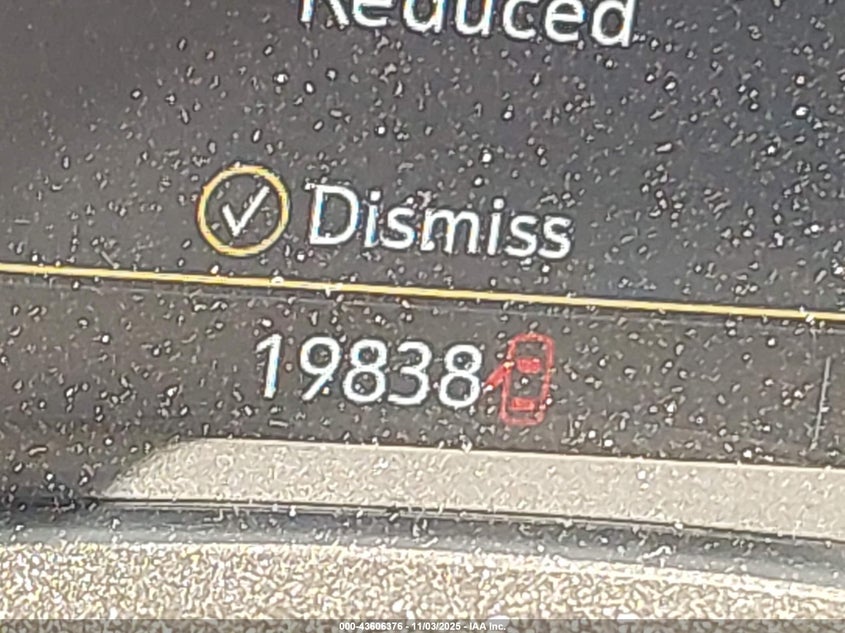 Reduced
Dismiss
19838
000-43606376 - 11/03/2025 - IAA Inc.